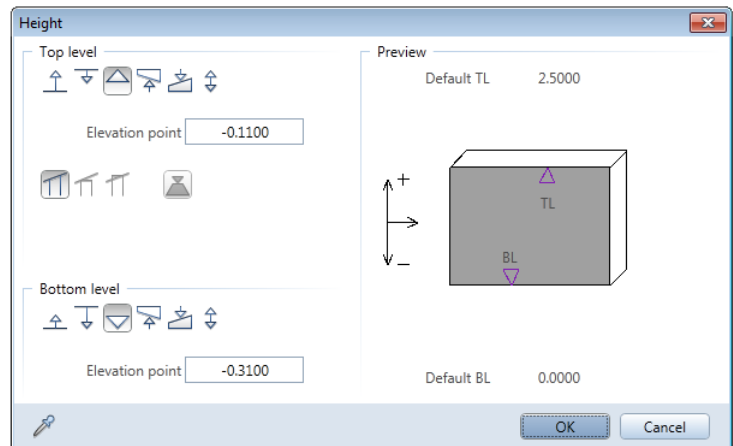 Height
Top level
Elevation point -0.1100
Bottom level
Elevation point -0.3100
Preview
Default TL 2.5000
+
TL
BL
–
Default BL 0.0000
OK Cancel